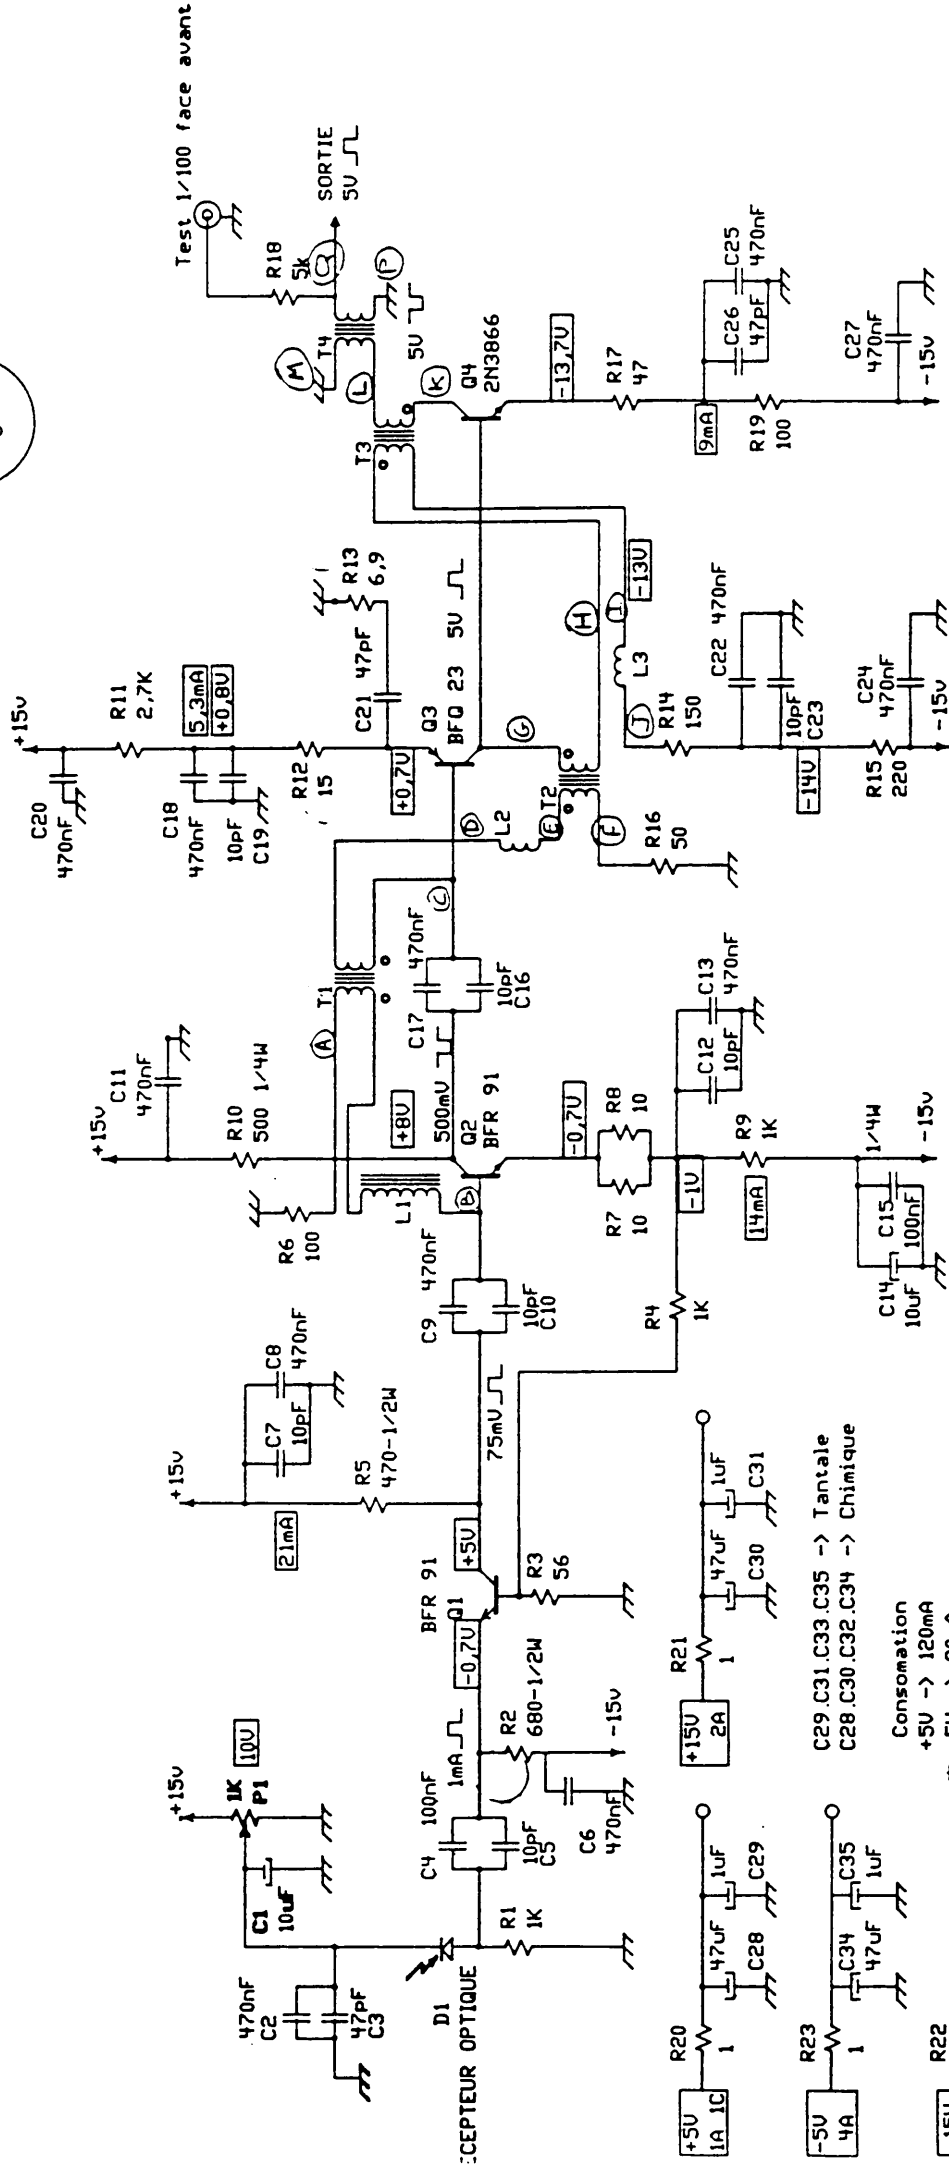 Test 1/100 face avant
R18
5k
Q
SORTIE
5V
M
T4
P
5V
L
K
T3
Q4
2N3866
-13,7V
R17
47
9mA
C26
47pF
C25
470nF
R19
100
C27
470nF
-15v
+15v
C20
470nF
R11
2,7K
5,3mA
+0,8V
C18
470nF
10pF
C19
R12
15
C21
47pF
R13
6,9
+0,7V
Q3
BFQ 23
5V
G
H
I
-13V
L3
J
R14
150
C22 470nF
10pF
C23
-14V
R15
220
C24
470nF
-15v
D
L2
E
T2
F
R16
50
T1
A
C
470nF
C17
10pF
C16
+15v
C11
470nF
R10
500 1/4W
R6
100
+8V
500mV
Q2
BFR 91
L1
B
-0,7V
R8
10
R7
10
C12
10pF
C13
470nF
-1V
14mA
R9
1K
1/4W
-15v
C14
10uF
C15
100nF
R4
1K
470nF
C9
10pF
C10
75mV
+15v
C7
10pF
C8
470nF
21mA
R5
470-1/2W
+5V
BFR 91
Q1
-0,7V
R3
56
+15v
1K
P1
10V
C1
10uF
470nF
C2
47pF
C3
D1
CEPTEUR OPTIQUE
R1
1K
100nF
C4
10pF
C5
1mA
R2
680-1/2W
-15v
C6
470nF
R21
1
+15V
2A
47uF
C30
1uF
C31
R20
1
+5V
1A 1C
47uF
C28
1uF
C29
R23
1
-5V
4A
C34
47uF
C35
1uF
R22
C29.C31.C33.C35 -> Tantale
C28.C30.C32.C34 -> Chimique
Consomation
+5V -> 120mA